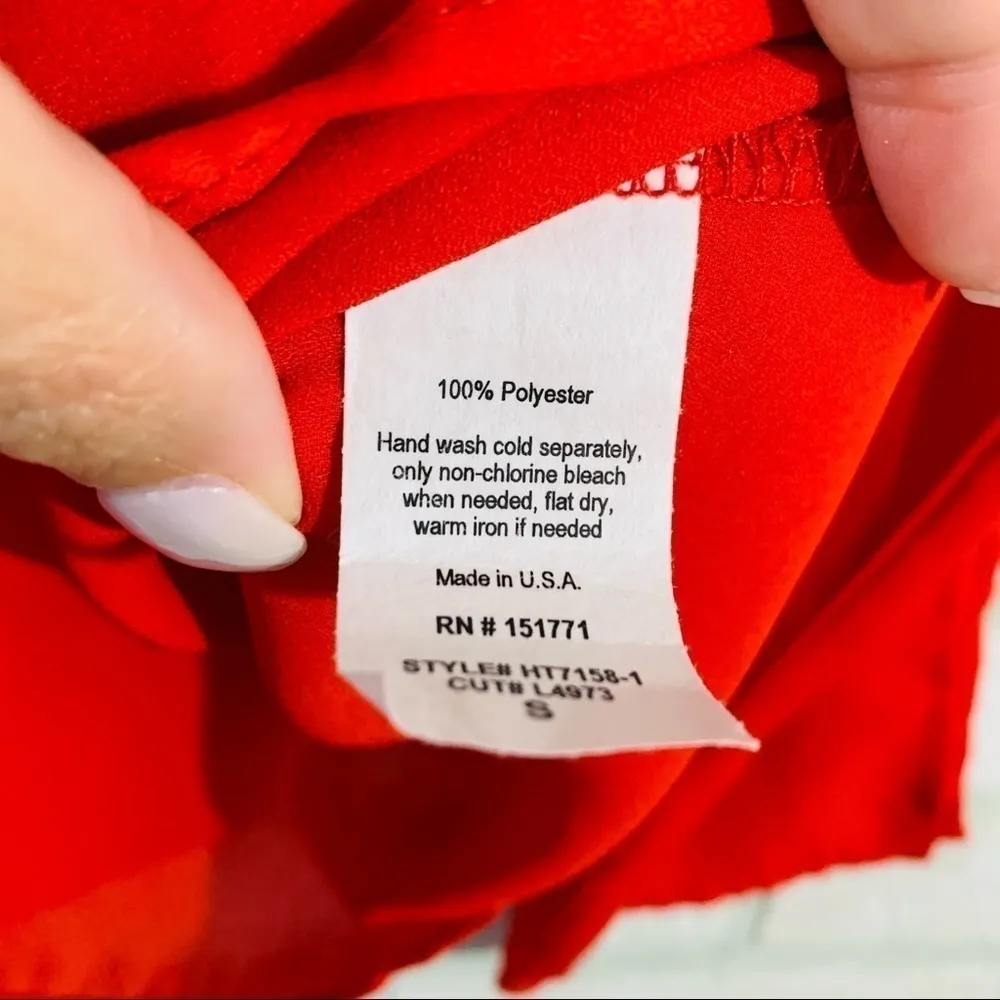 100% Polyester
Hand wash cold separately,
only non-chlorine bleach
when needed, flat dry,
warm iron if needed
Made in U.S.A.
RN # 151771
STYLE# HT7158-1
CUT# L4973
S